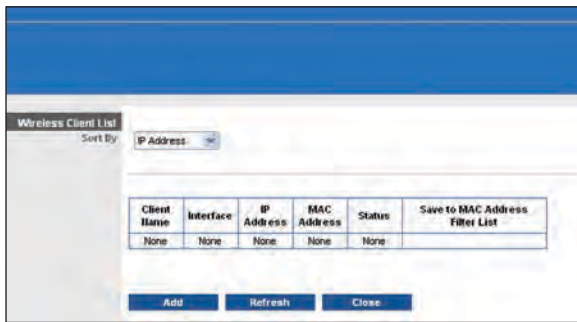 Wireless Client List
Sort By
IP Address
Client Name Interface IP Address MAC Address Status Save to MAC Address Filter List
None None None None None
Add Refresh Close